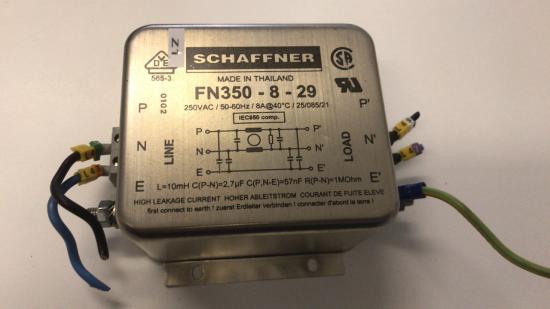 N
VDE
565-3
0102
SCHAFFNER
MADE IN THAILAND
FN350 - 8 - 29
250VAC / 50-60Hz / 8A@40°C / 25/085/21
IEC950 comp.
P P P' P'
N N N' N'
E E E' E'
LINE
LOAD
L=10mH C(P-N)=2,7µF C(P,N-E)=57nF R(P-N)=1MOhm
HIGH LEAKAGE CURRENT HOHER ABLEITSTROM COURANT DE FUITE ELEVE
first connect to earth ! zuerst Erdleiter verbinden ! connecter d'abord la terre !